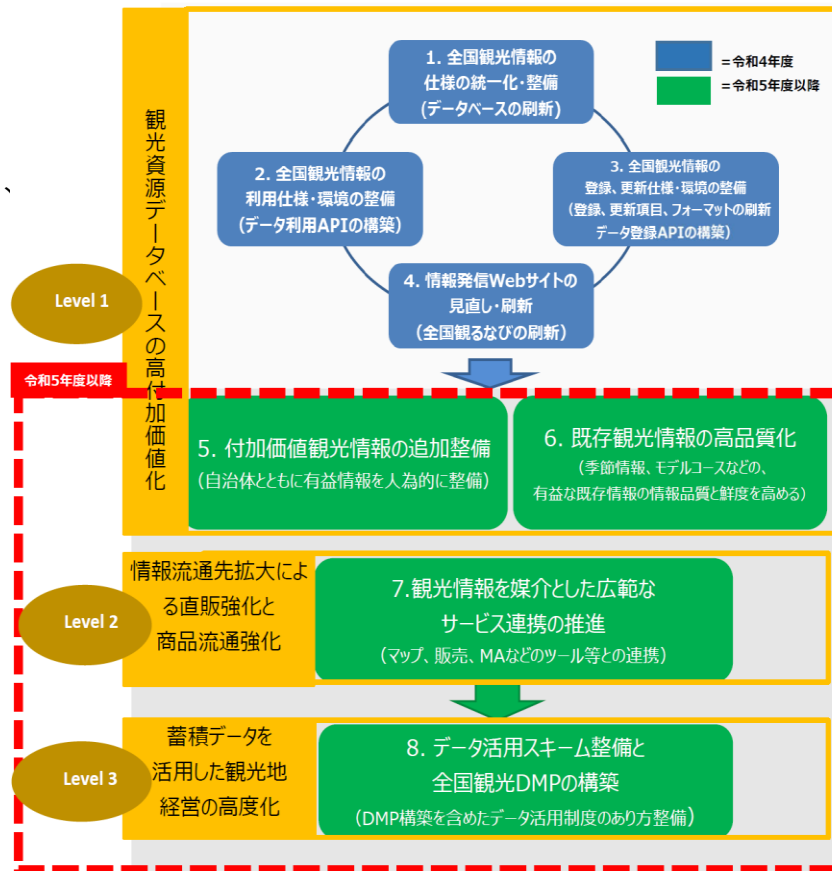 =令和4年度
=令和5年度以降
観光資源データベースの高付加価値化
1. 全国観光情報の
仕様の統一化・整備
(データベースの刷新)
2. 全国観光情報の
利用仕様・環境の整備
(データ利用APIの構築)
3. 全国観光情報の
登録、更新仕様・環境の整備
(登録、更新項目、フォーマットの刷新
データ登録APIの構築)
4. 情報発信Webサイトの
見直し・刷新
(全国観るなびの刷新)
、
Level 1
令和5年度以降
5. 付加価値観光情報の追加整備
(自治体とともに有益情報を人為的に整備)
6. 既存観光情報の高品質化
(季節情報、モデルコースなどの、
有益な既存情報の情報品質と鮮度を高める)
Level 2
情報流通先拡大によ
る直販強化と
商品流通強化
7.観光情報を媒介とした広範な
サービス連携の推進
(マップ、販売、MAなどのツール等との連携)
Level 3
蓄積データを
活用した観光地
経営の高度化
8. データ活用スキーム整備と
全国観光DMPの構築
(DMP構築を含めたデータ活用制度のあり方整備)